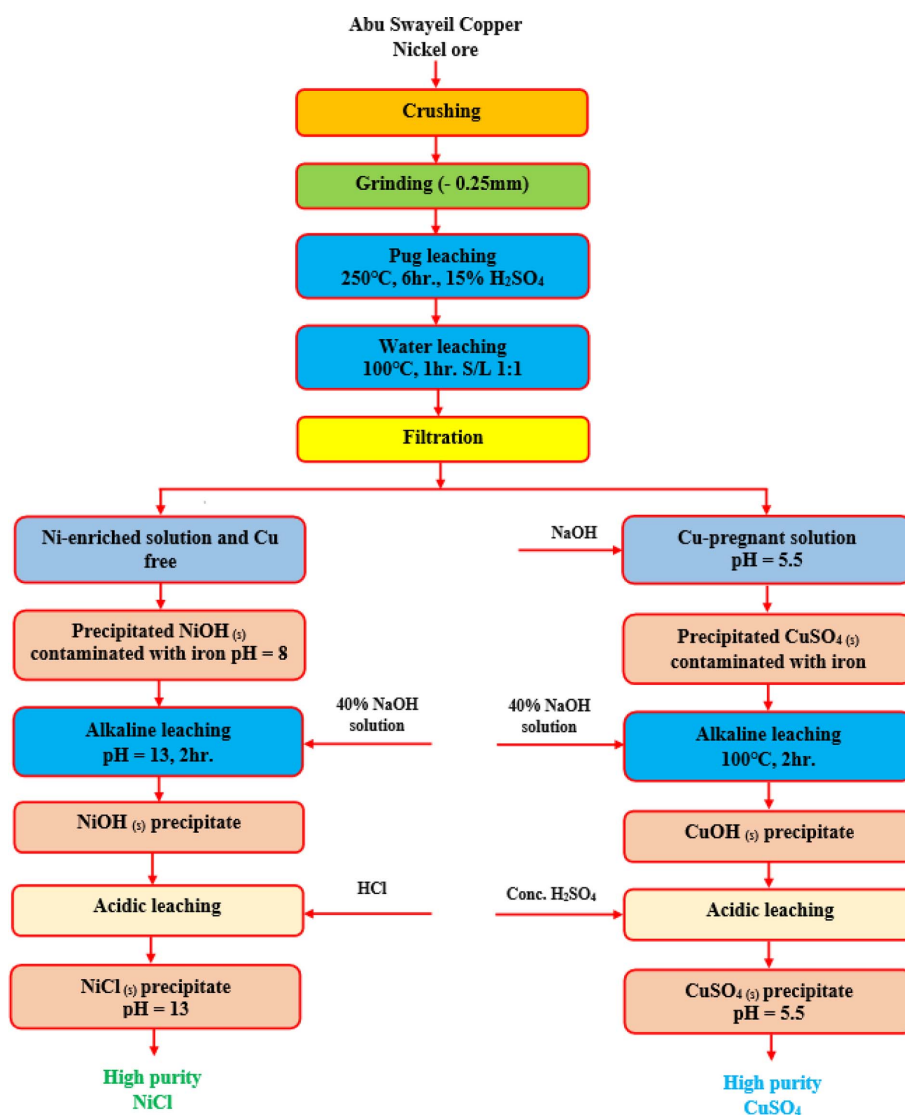 Abu Swayeil Copper
Nickel ore
Crushing
Grinding (- 0.25mm)
Pug leaching
250°C, 6hr., 15% H₂SO₄
Water leaching
100°C, 1hr. S/L 1:1
Filtration
Ni-enriched solution and Cu
free
Precipitated NiOH (s)
contaminated with iron pH = 8
Alkaline leaching
pH = 13, 2hr.
40% NaOH
solution
NiOH (s) precipitate
Acidic leaching
HCl
NiCl (s) precipitate
pH = 13
High purity
NiCl
NaOH
Cu-pregnant solution
pH = 5.5
Precipitated CuSO₄ (s)
contaminated with iron
40% NaOH
solution
Alkaline leaching
100°C, 2hr.
CuOH (s) precipitate
Conc. H₂SO₄
Acidic leaching
CuSO₄ (s) precipitate
pH = 5.5
High purity
CuSO₄